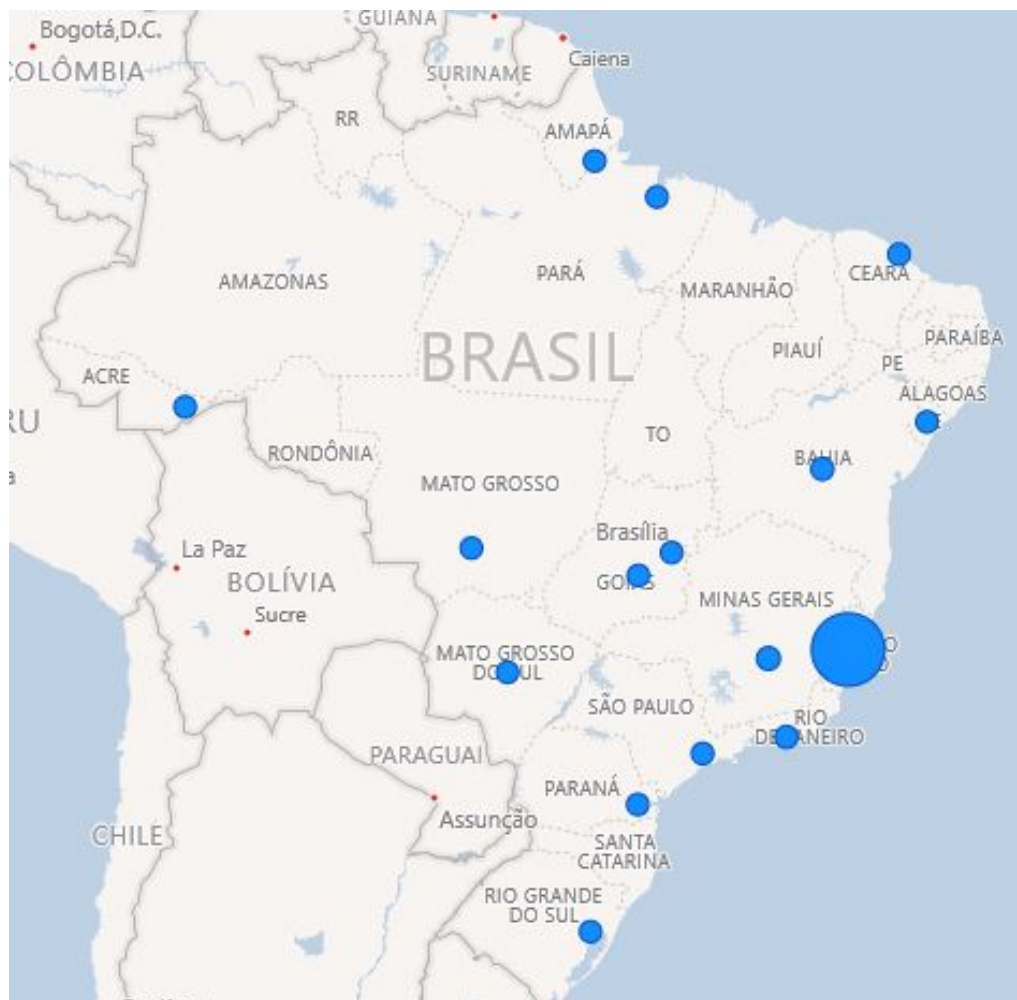 GUIANA
Bogotá,D.C.
Caiena
COLÔMBIA
SURINAME
RR
AMAPÁ
AMAZONAS
PARÁ
CEARÁ
MARANHÃO
BRASIL
PARAÍBA
PIAUÍ
PE
ACRE
ALAGOAS
RU
TO
RONDÔNIA
BAHIA
MATO GROSSO
Brasília
La Paz
BOLÍVIA
GOIÁS
MINAS GERAIS
Sucre
MATO GROSSO
DO SUL
SÃO PAULO
RIO
DE JANEIRO
PARAGUAI
PARANÁ
Assunção
CHILE
SANTA
CATARINA
RIO GRANDE
DO SUL